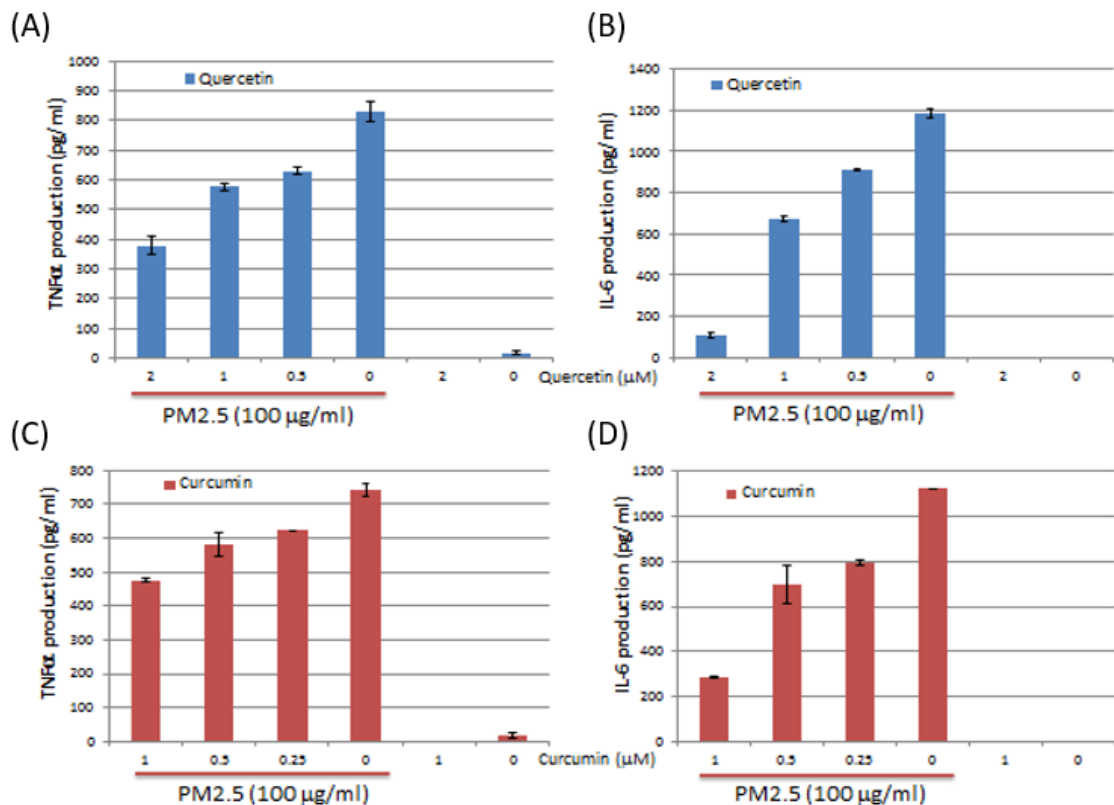 (A)
TNFα production (pg/ml)
1000
900
800
700
600
500
400
300
200
100
0
Quercetin
2 1 0.5 0 2 0
Quercetin (μM)
PM2.5 (100 μg/ml)
(B)
IL-6 production (pg/ml)
1400
1200
1000
800
600
400
200
0
Quercetin
2 1 0.5 0 2 0
PM2.5 (100 μg/ml)
(C)
TNFα production (pg/ml)
800
700
600
500
400
300
200
100
0
Curcumin
1 0.5 0.25 0 1 0
Curcumin (μM)
PM2.5 (100 μg/ml)
(D)
IL-6 production (pg/ml)
1200
1000
800
600
400
200
0
Curcumin
1 0.5 0.25 0 1 0
PM2.5 (100 μg/ml)